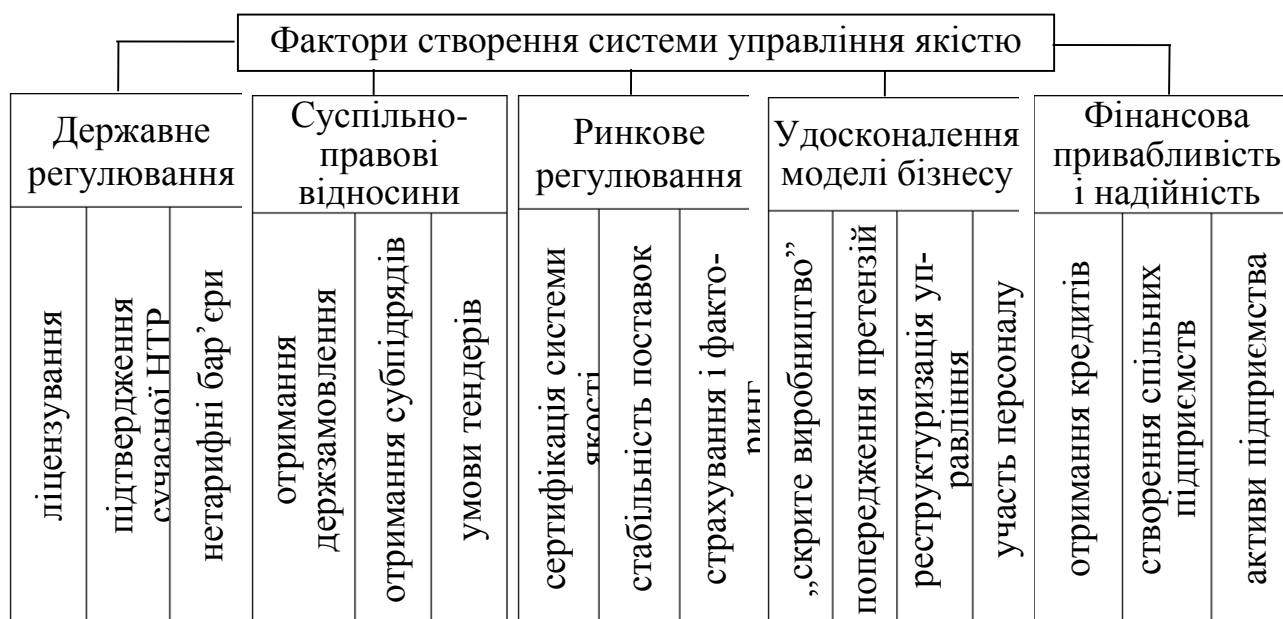 Фактори створення системи управління якістю
Державне
регулювання
Суспільно-
правові
відносини
Ринкове
регулювання
Удосконалення
моделі бізнесу
Фінансова
привабливість
і надійність
ліцензування
підтвердження
сучасної НТР
нетарифні бар’єри
отримання
держзамовлення
отримання субпідрядів
умови тендерів
сертифікація системи
якості
стабільність поставок
страхування і факто-
ринг
„скрите виробництво”
попередження претензій
реструктуризація уп-
равління
участь персоналу
отримання кредитів
створення спільних
підприємств
активи підприємства